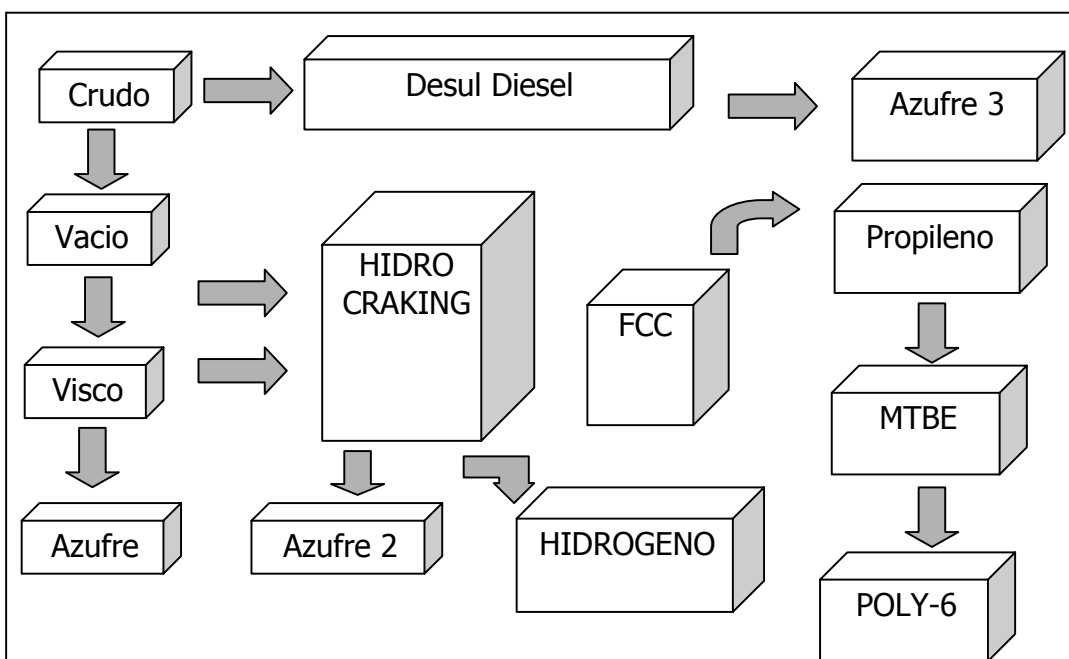 Crudo
Desul Diesel
Azufre 3
Vacio
HIDRO
CRAKING
Propileno
FCC
Visco
MTBE
Azufre
Azufre 2
HIDROGENO
POLY-6